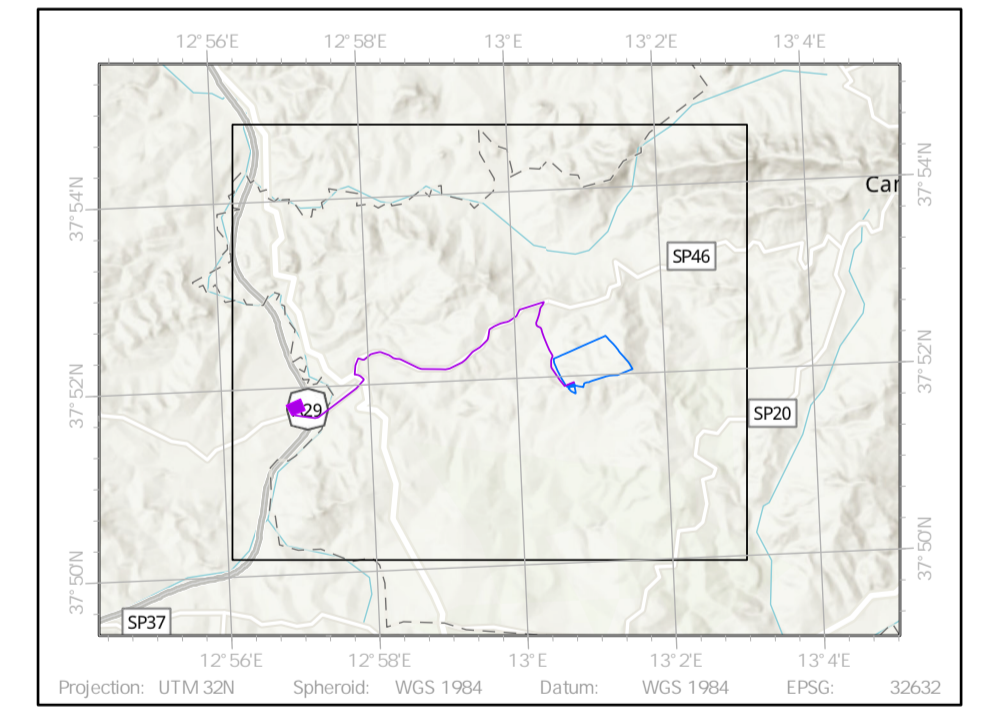 12°56'E 12°58'E 13°E 13°2'E 13°4'E
37°54'N
37°54'N
Car
SP46
37°52'N
37°52'N
SP20
29
37°50'N
37°50'N
SP37
12°56'E 12°58'E 13°E 13°2'E 13°4'E
Projection: UTM 32N Spheroid: WGS 1984 Datum: WGS 1984 EPSG: 32632